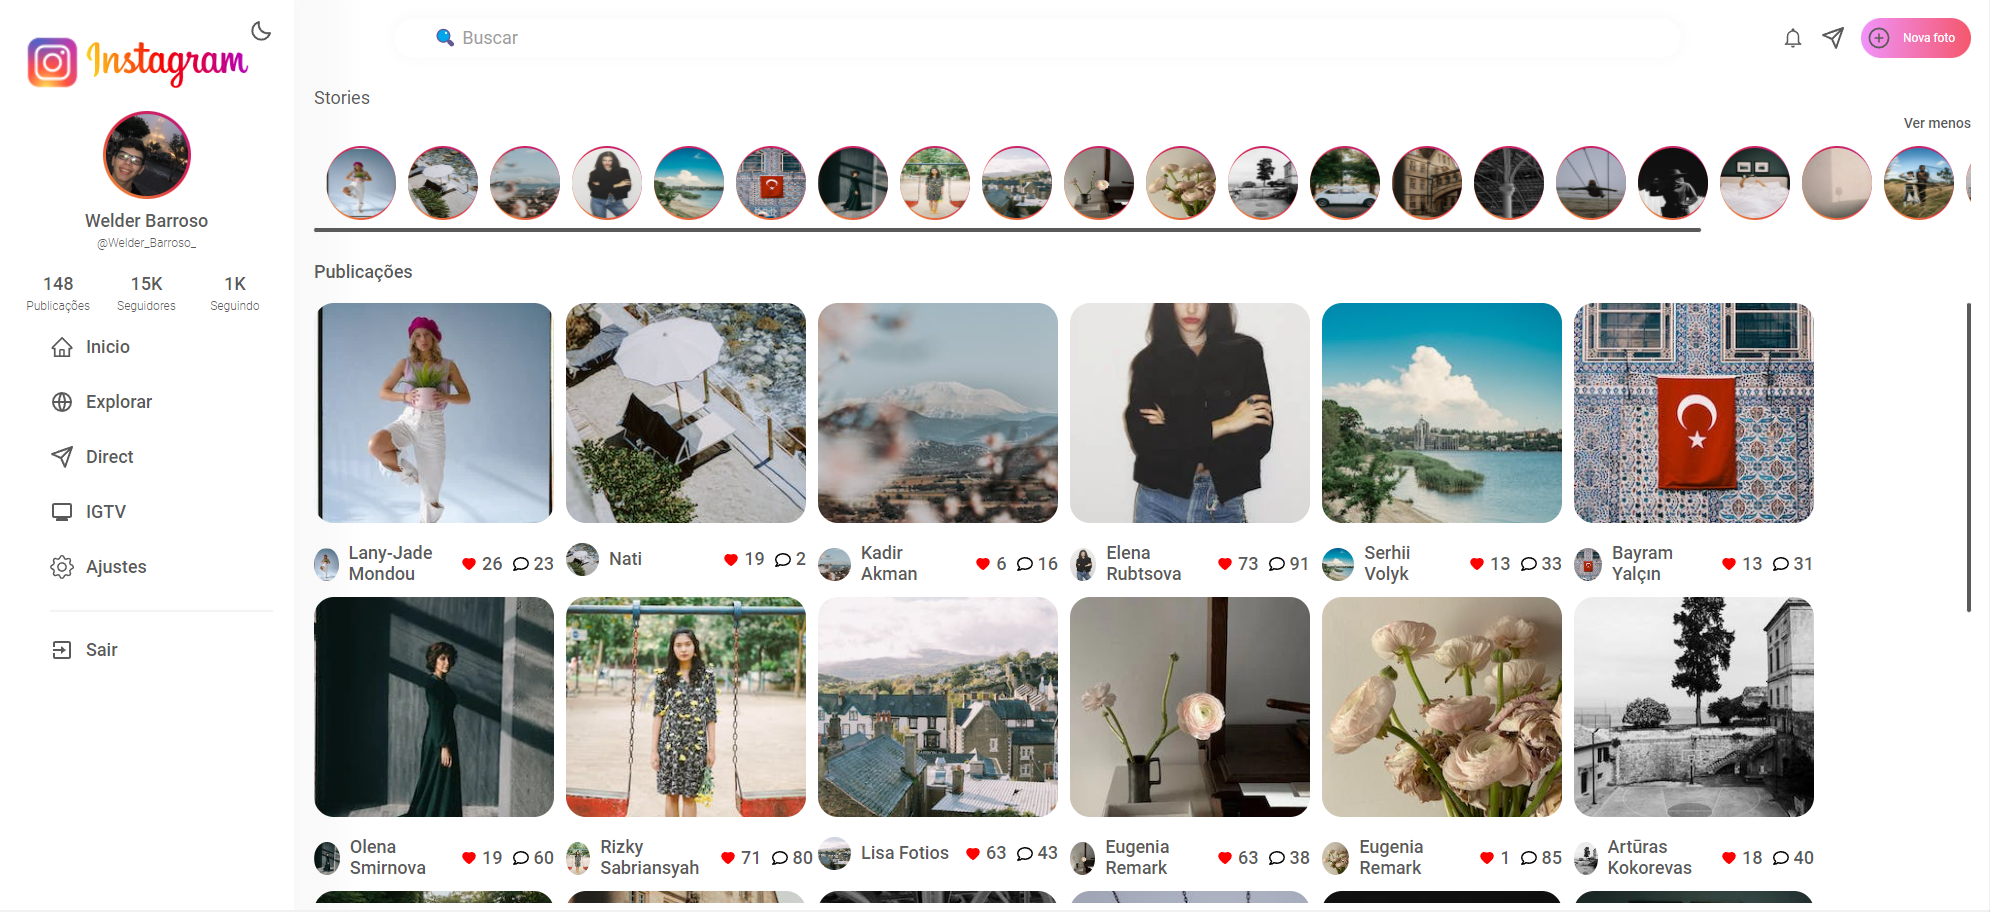 Instagram
Welder Barroso
@Welder_Barroso_
148
15K
1K
Publicações
Seguidores
Seguindo
Inicio
Explorar
Direct
IGTV
Ajustes
Sair
Buscar
Nova foto
Stories
Ver menos
Publicações
Lany-Jade
Mondou
26
23
Nati
19
2
Kadir
Akman
6
16
Elena
Rubtsova
73
91
Serhii
Volyk
13
33
Bayram
Yalçın
13
31
Olena
Smirnova
19
60
Rizky
Sabriansyah
71
80
Lisa Fotios
63
43
Eugenia
Remark
63
38
Eugenia
Remark
1
85
Artūras
Kokorevas
18
40